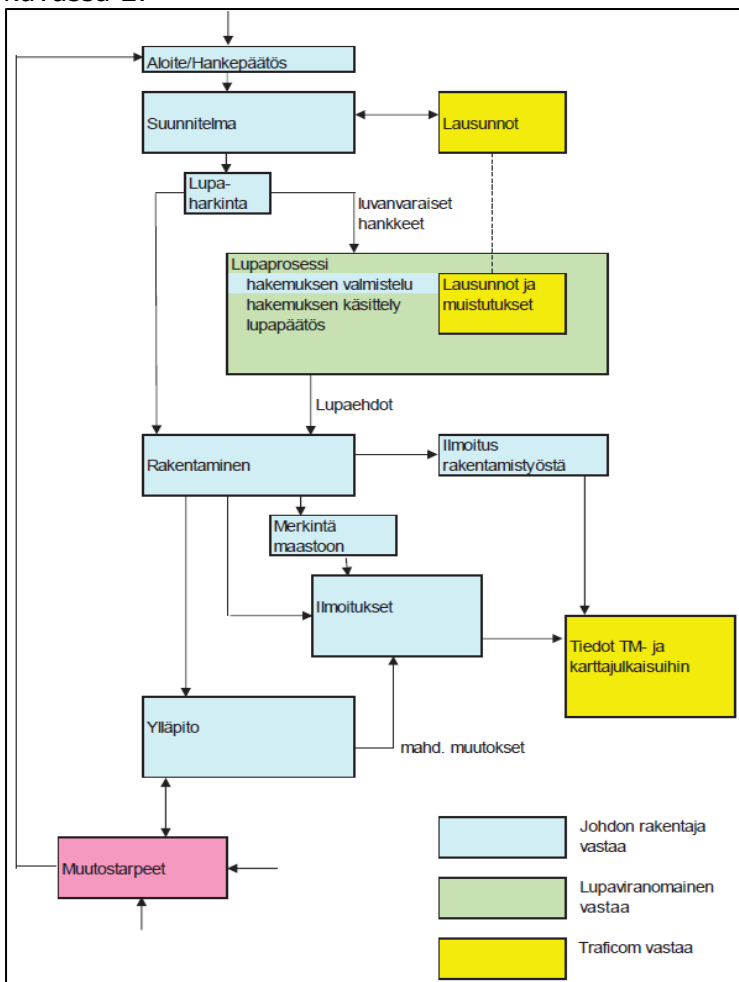 Aloite/Hankepäätös
Suunnitelma
Lausunnot
Lupa-
harkinta
luvanvaraiset
hankkeet
Lupaprosessi
hakemuksen valmistelu
hakemuksen käsittely
lupapäätös
Lausunnot ja
muistutukset
Lupaehdot
Rakentaminen
Ilmoitus
rakentamistyöstä
Merkintä
maastoon
Ilmoitukset
Tiedot TM- ja
karttajulkaisuihin
Ylläpito
mahd. muutokset
Muutostarpeet
Johdon rakentaja
vastaa
Lupaviranomainen
vastaa
Traficom vastaa